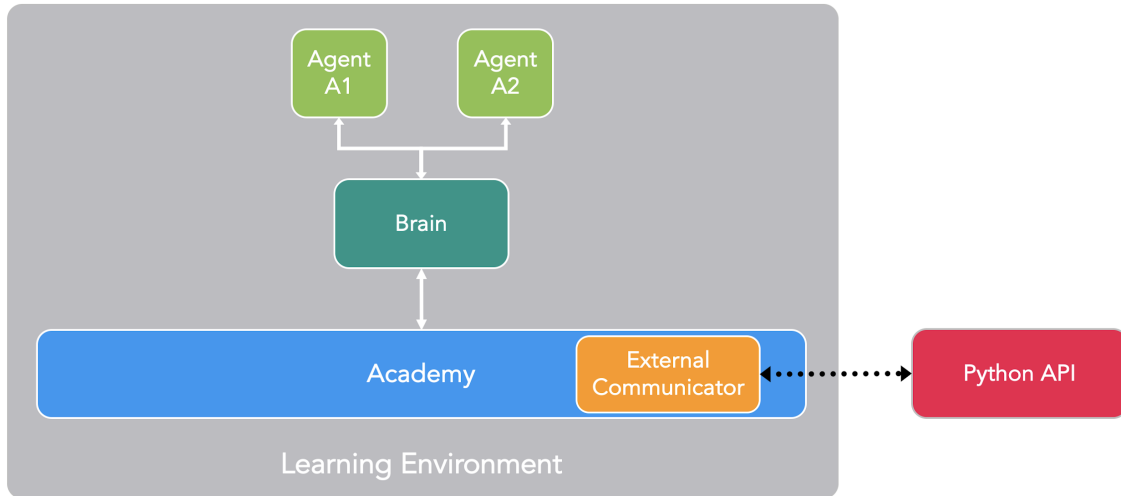 Agent
A1
Agent
A2
Brain
Academy
External
Communicator
Python API
Learning Environment